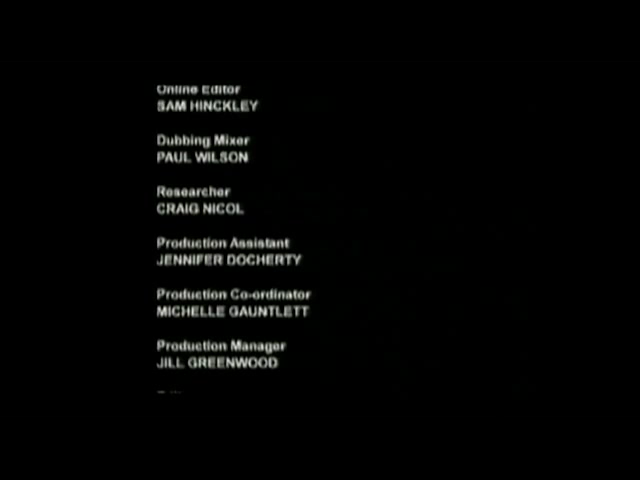 Online Editor
SAM HINCKLEY
Dubbing Mixer
PAUL WILSON
Researcher
CRAIG NICOL
Production Assistant
JENNIFER DOCHERTY
Production Co-ordinator
MICHELLE GAUNTLETT
Production Manager
JILL GREENWOOD